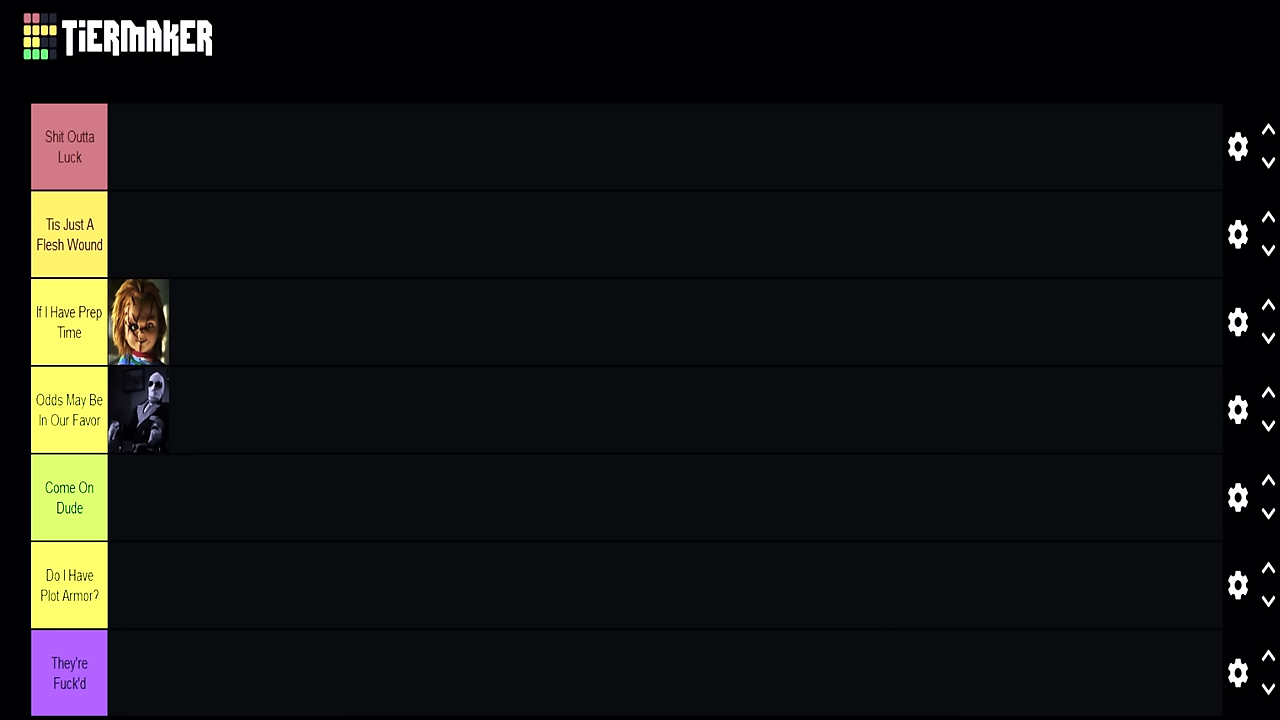 TiERMAKER
Shit Outta
Luck
Tis Just A
Flesh Wound
If I Have Prep
Time
Odds May Be
In Our Favor
Come On
Dude
Do I Have
Plot Armor?
They're
Fuck'd